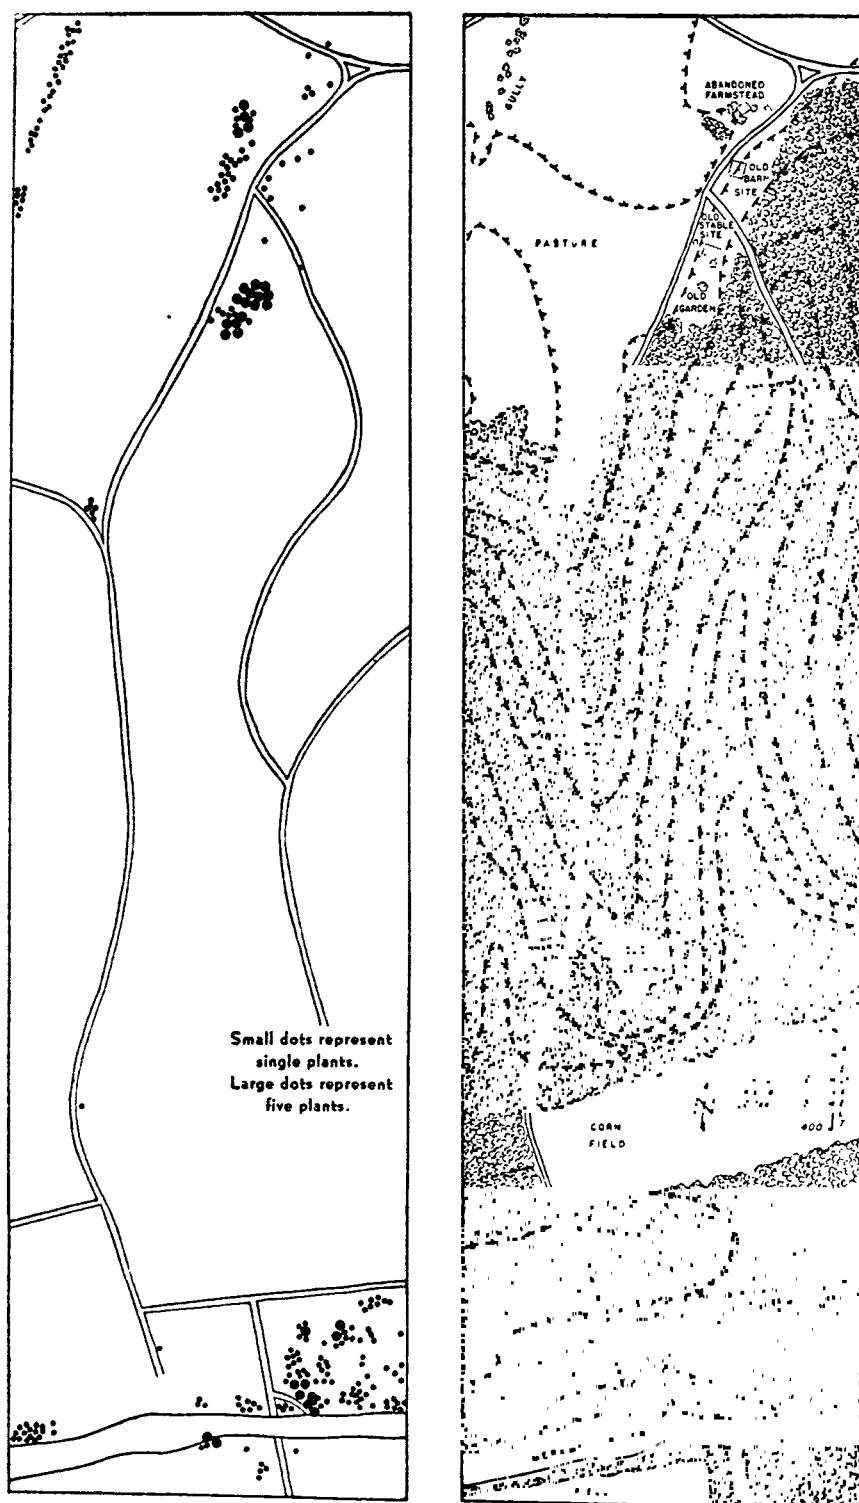 Small dots represent
single plants.
Large dots represent
five plants.
GULLY
ABANDONED
FARMSTEAD
OLD
BARN
SITE
OLD
STABLE
SITE
PASTURE
OLD
GARDEN
CORN
FIELD
400